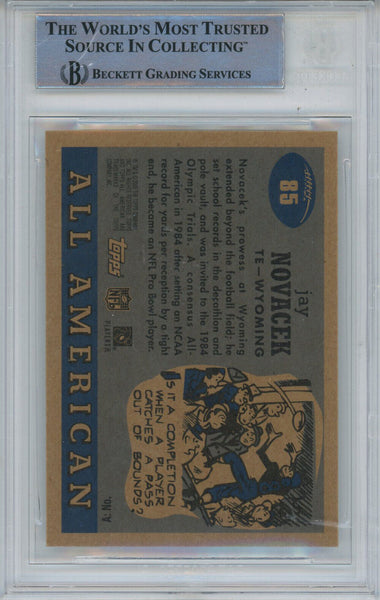 THE WORLD'S MOST TRUSTED
SOURCE IN COLLECTING™
B BECKETT GRADING SERVICES
85
jay
NOVACEK
TE—WYOMING
Novacek's prowess at Wyoming
extended beyond the football field; he
set school records in the decathlon and
pole vault, and was invited to the 1984
Olympic Trials. A consensus All-
American in 1984 after setting an NCAA
record for yards per reception by a tight
end, he became an NFL Pro Bowl player.
IS IT A COMPLETION
WHEN A PLAYER
CATCHES A PASS
OUT OF BOUNDS?
A: No.
Topps
NFL
PLAYERS
ALL AMERICAN